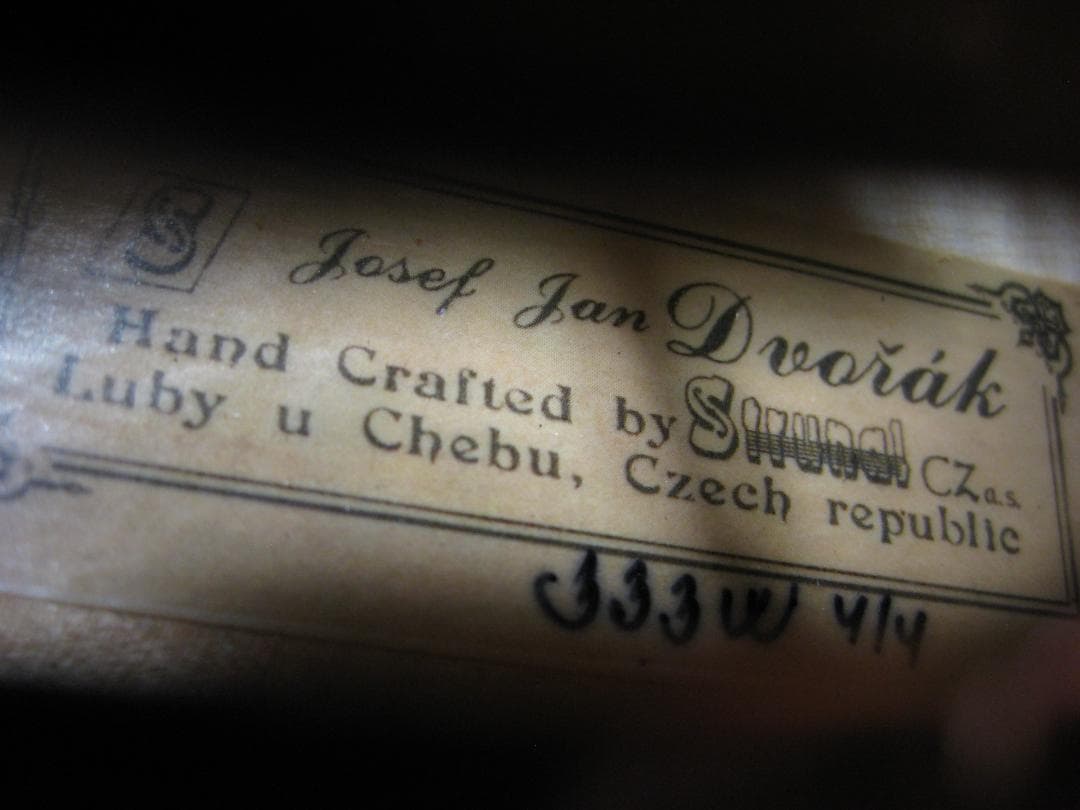 S
Josef Jan Dvořák
Hand Crafted by Strunal CZ a.s.
Luby u Chebu, Czech republic
333W 4/4